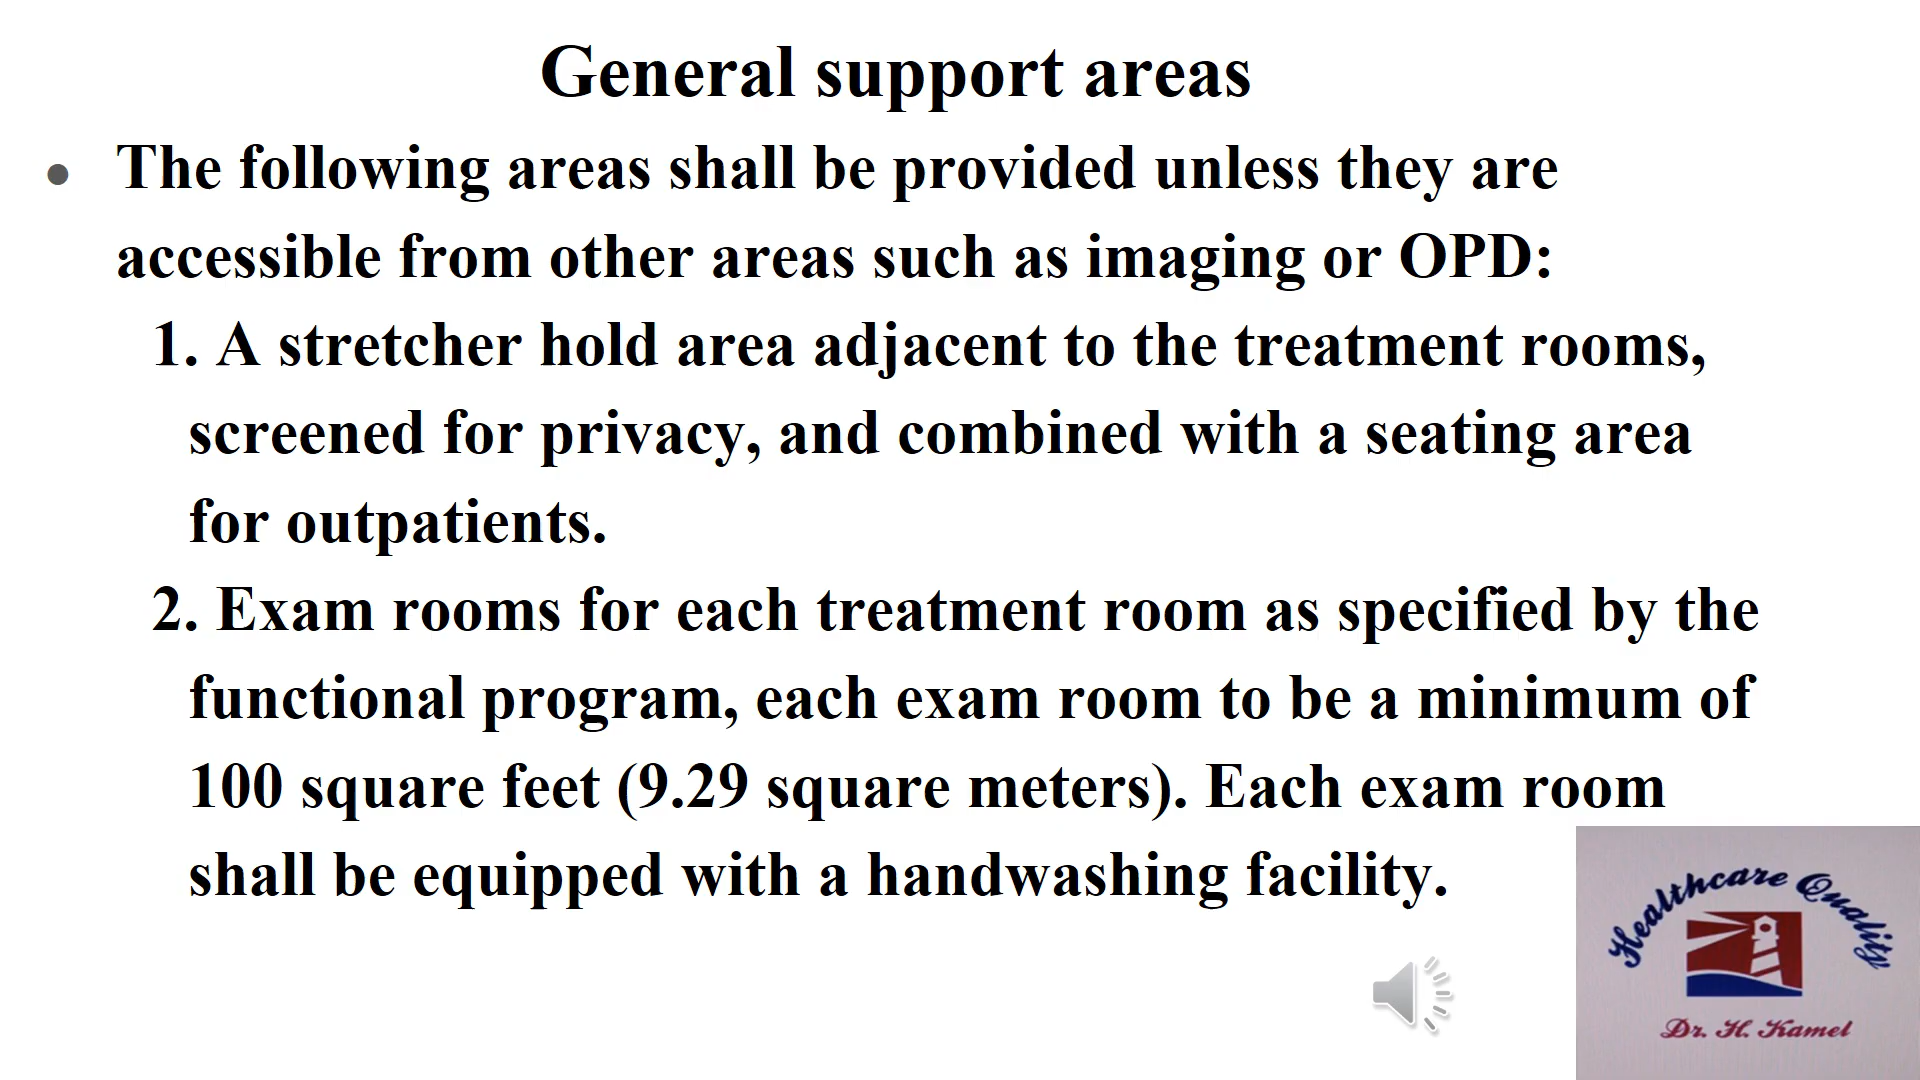 General support areas
• The following areas shall be provided unless they are
accessible from other areas such as imaging or OPD:
1. A stretcher hold area adjacent to the treatment rooms,
screened for privacy, and combined with a seating area
for outpatients.
2. Exam rooms for each treatment room as specified by the
functional program, each exam room to be a minimum of
100 square feet (9.29 square meters). Each exam room
shall be equipped with a handwashing facility.
Healthcare Quality
Dr. H. Kamel